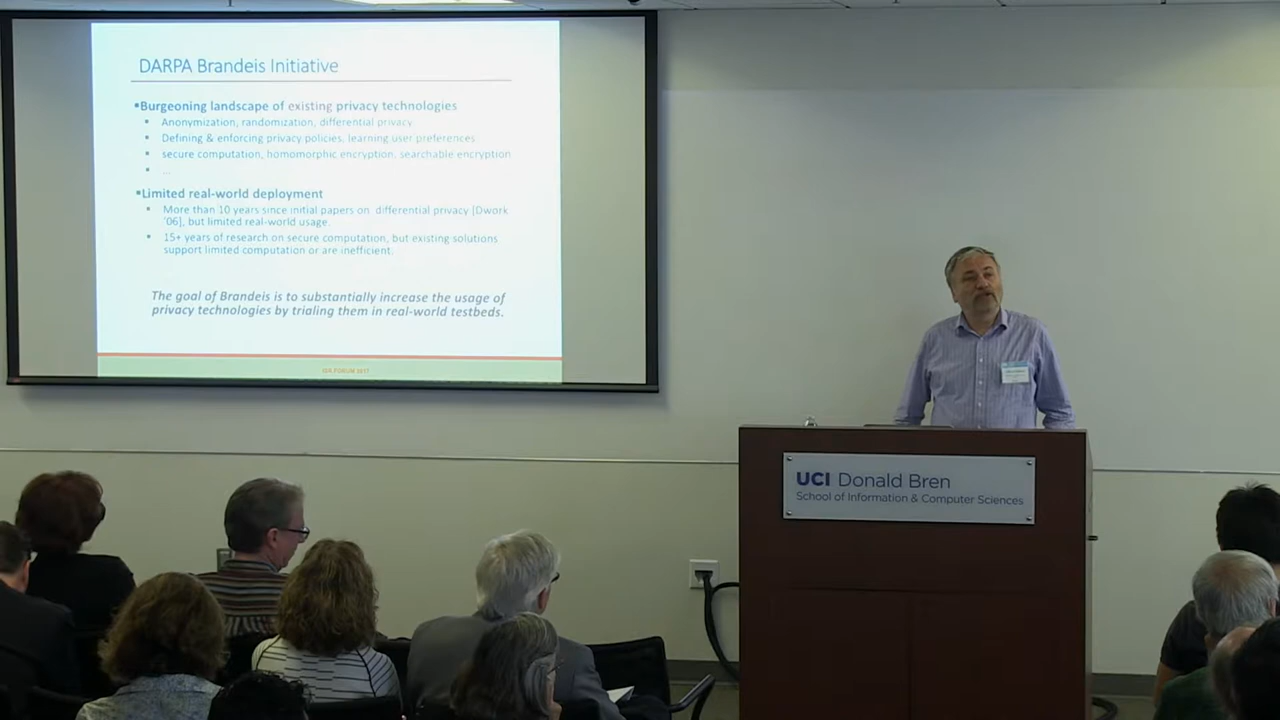 DARPA Brandeis Initiative
▪Burgeoning landscape of existing privacy technologies
▪ Anonymization, randomization, differential privacy
▪ Defining & enforcing privacy policies, learning user preferences
▪ secure computation, homomorphic encryption, searchable encryption
▪ ...
▪Limited real-world deployment
▪ More than 10 years since initial papers on differential privacy [Dwork
'06], but limited real-world usage.
▪ 15+ years of research on secure computation, but existing solutions
support limited computation or are inefficient.
The goal of Brandeis is to substantially increase the usage of
privacy technologies by trialing them in real-world testbeds.
ISR FORUM 2017
UCI Donald Bren
School of Information & Computer Sciences